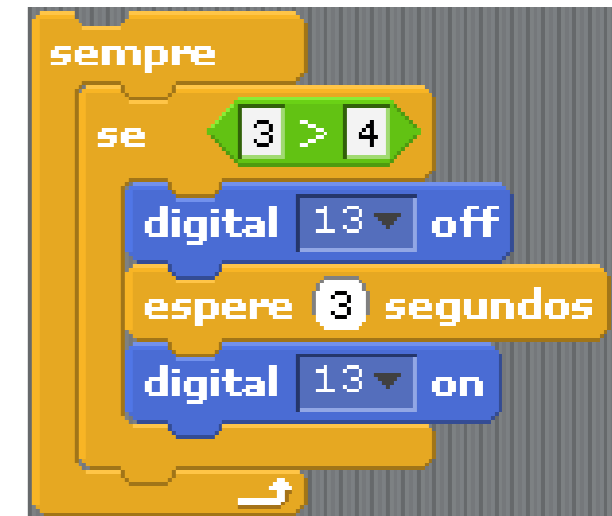 sempre
se 3 > 4
digital 13 off
espere 3 segundos
digital 13 on